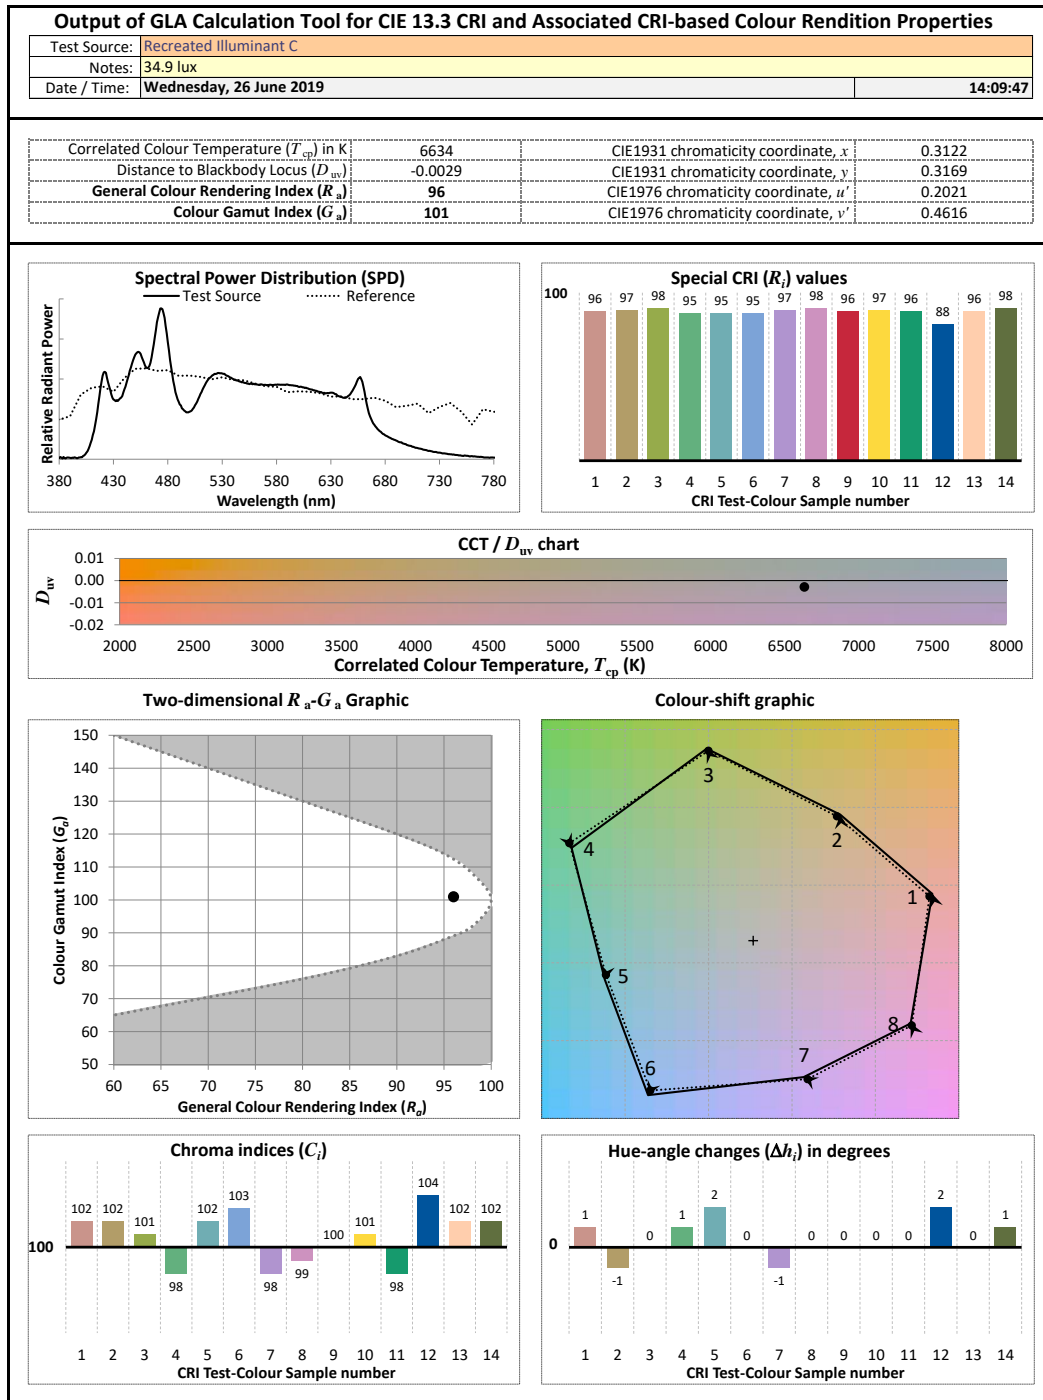 Output of GLA Calculation Tool for CIE 13.3 CRI and Associated CRI-based Colour Rendition Properties
Test Source: Recreated Illuminant C
Notes: 34.9 lux
Date / Time: Wednesday, 26 June 2019 14:09:47
Correlated Colour Temperature (Tcp) in K 6634 CIE1931 chromaticity coordinate, x 0.3122
Distance to Blackbody Locus (Duv) -0.0029 CIE1931 chromaticity coordinate, y 0.3169
General Colour Rendering Index (Ra) 96 CIE1976 chromaticity coordinate, u' 0.2021
Colour Gamut Index (Ga) 101 CIE1976 chromaticity coordinate, v' 0.4616
Spectral Power Distribution (SPD)
Test Source Reference
Relative Radiant Power
380 430 480 530 580 630 680 730 780
Wavelength (nm)
Special CRI (Ri) values
100
96 97 98 95 95 95 97 98 96 97 96 88 96 98
1 2 3 4 5 6 7 8 9 10 11 12 13 14
CRI Test-Colour Sample number
CCT / Duv chart
Duv
0.01
0.00
-0.01
-0.02
2000 2500 3000 3500 4000 4500 5000 5500 6000 6500 7000 7500 8000
Correlated Colour Temperature, Tcp (K)
Two-dimensional Ra-Ga Graphic
Colour Gamut Index (Ga)
150
140
130
120
110
100
90
80
70
60
50
60 65 70 75 80 85 90 95 100
General Colour Rendering Index (Ra)
Colour-shift graphic
3
2
4
1
5
8
7
6
Chroma indices (Ci)
100
102 102 101 98 102 103 98 99 100 101 98 104 102 102
1 2 3 4 5 6 7 8 9 10 11 12 13 14
CRI Test-Colour Sample number
Hue-angle changes (Δhi) in degrees
0
1 -1 0 1 2 0 -1 0 0 0 0 2 0 1
1 2 3 4 5 6 7 8 9 10 11 12 13 14
CRI Test-Colour Sample number